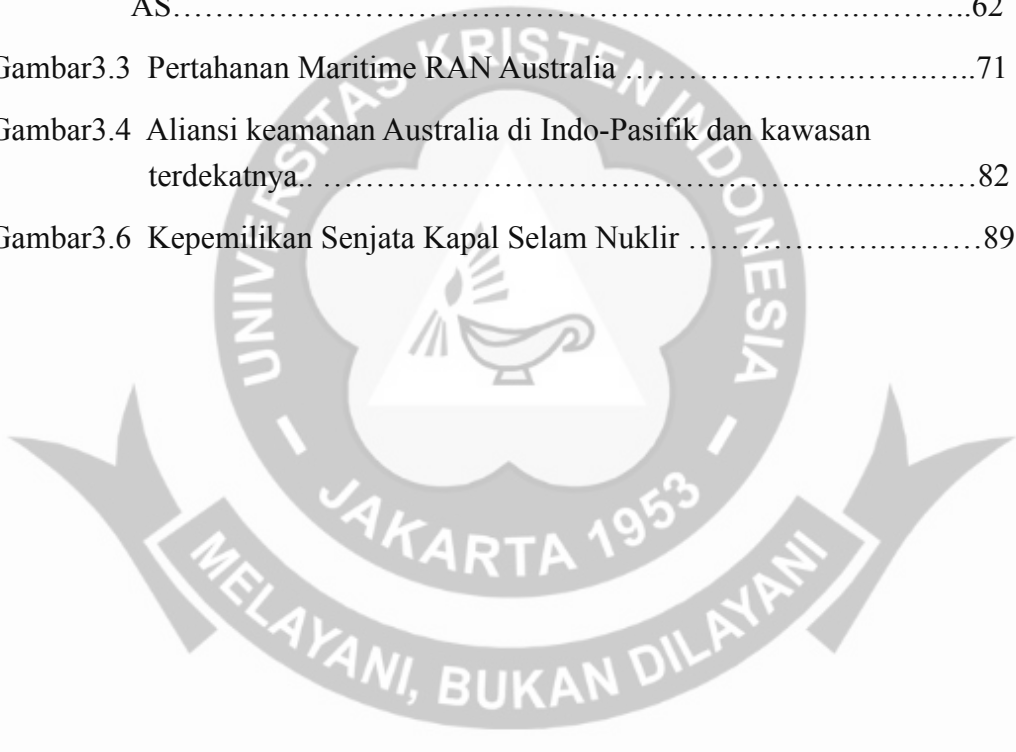 AS……………………………………………………………………..62
Gambar3.3 Pertahanan Maritime RAN Australia …………………………..71
Gambar3.4 Aliansi keamanan Australia di Indo-Pasifik dan kawasan
terdekatnya.. ……………………………………………………82
Gambar3.6 Kepemilikan Senjata Kapal Selam Nuklir …………………………89
UNIVERSITAS KRISTEN INDONESIA
JAKARTA 1953
MELAYANI, BUKAN DILAYANI